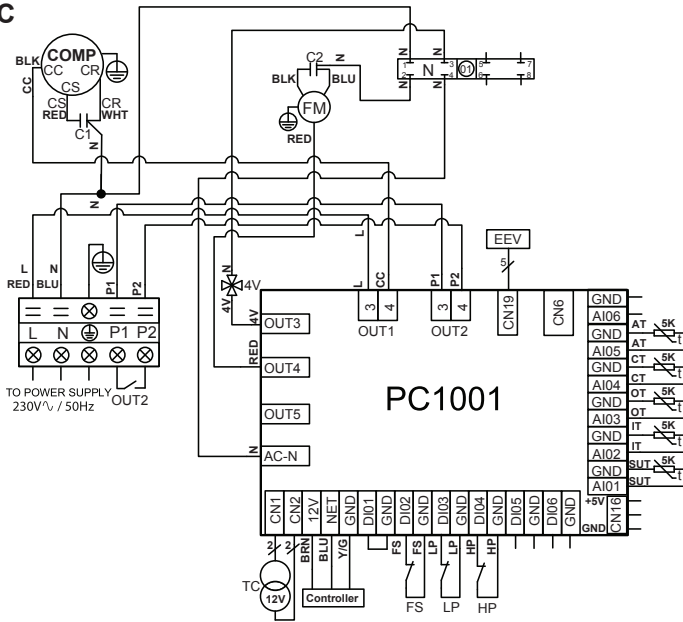 C
COMP
BLK
CC
CR
CC
CS
CS
RED
CR
WHT
C1
N
N
C2
N
BLK
BLU
FM
RED
N
N
1
3
5
7
N
01
2
4
6
8
N
N
L
RED
N
BLU
P1
P2
L
N
P1
P2
TO POWER SUPPLY
230V / 50Hz
OUT2
N
4V
4V
4V
RED
N
L
CC
P1
P2
EEV
5
3
4
3
4
OUT1
OUT2
CN19
CN6
OUT3
OUT4
OUT5
AC-N
PC1001
GND
AI06
GND
AI05
GND
AI04
GND
AI03
GND
AI02
GND
AI01
AT
5K
t
AT
CT
5K
t
CT
OT
5K
t
OT
IT
5K
t
IT
SUT
5K
t
SUT
+5V
CN16
GND
CN1
CN2
12V
NET
GND
DI01
GND
DI02
GND
DI03
GND
DI04
GND
DI05
GND
DI06
GND
2
2
BRN
BLU
Y/G
FS
FS
LP
LP
HP
HP
TC
12V
Controller
FS
LP
HP